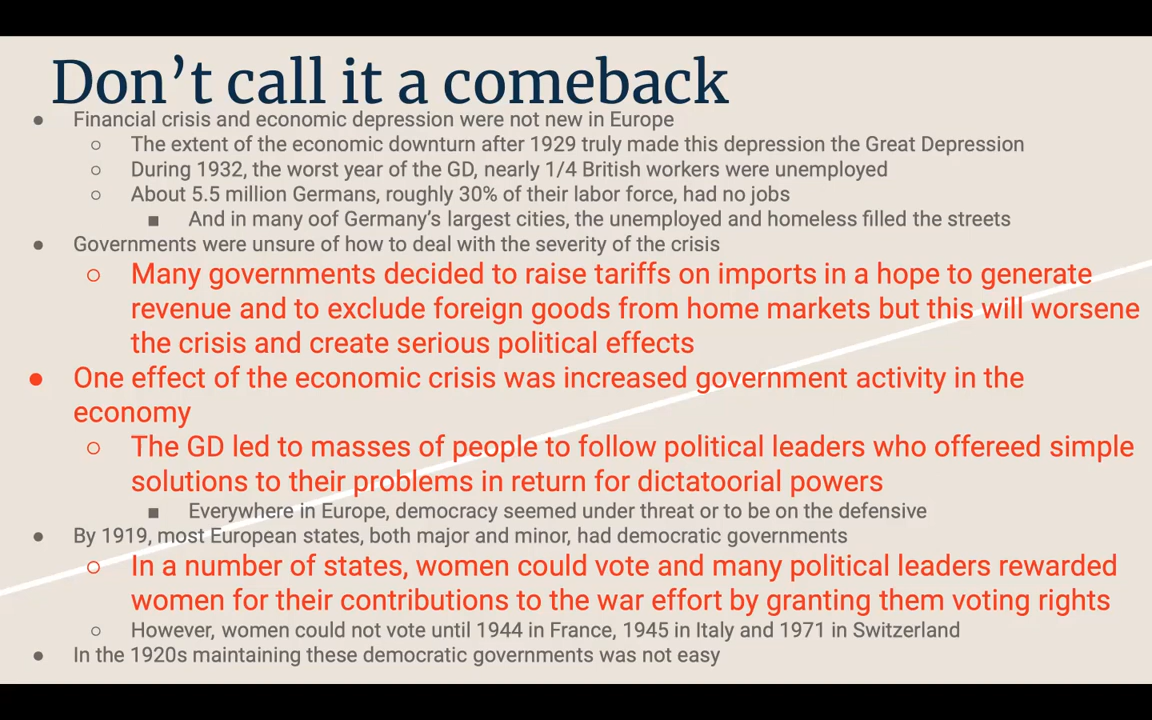 Don't call it a comeback
● Financial crisis and economic depression were not new in Europe
○ The extent of the economic downturn after 1929 truly made this depression the Great Depression
○ During 1932, the worst year of the GD, nearly 1/4 British workers were unemployed
○ About 5.5 million Germans, roughly 30% of their labor force, had no jobs
■ And in many oof Germany's largest cities, the unemployed and homeless filled the streets
● Governments were unsure of how to deal with the severity of the crisis
○ Many governments decided to raise tariffs on imports in a hope to generate
revenue and to exclude foreign goods from home markets but this will worsene
the crisis and create serious political effects
● One effect of the economic crisis was increased government activity in the
economy
○ The GD led to masses of people to follow political leaders who offereed simple
solutions to their problems in return for dictatoorial powers
■ Everywhere in Europe, democracy seemed under threat or to be on the defensive
● By 1919, most European states, both major and minor, had democratic governments
○ In a number of states, women could vote and many political leaders rewarded
women for their contributions to the war effort by granting them voting rights
○ However, women could not vote until 1944 in France, 1945 in Italy and 1971 in Switzerland
● In the 1920s maintaining these democratic governments was not easy